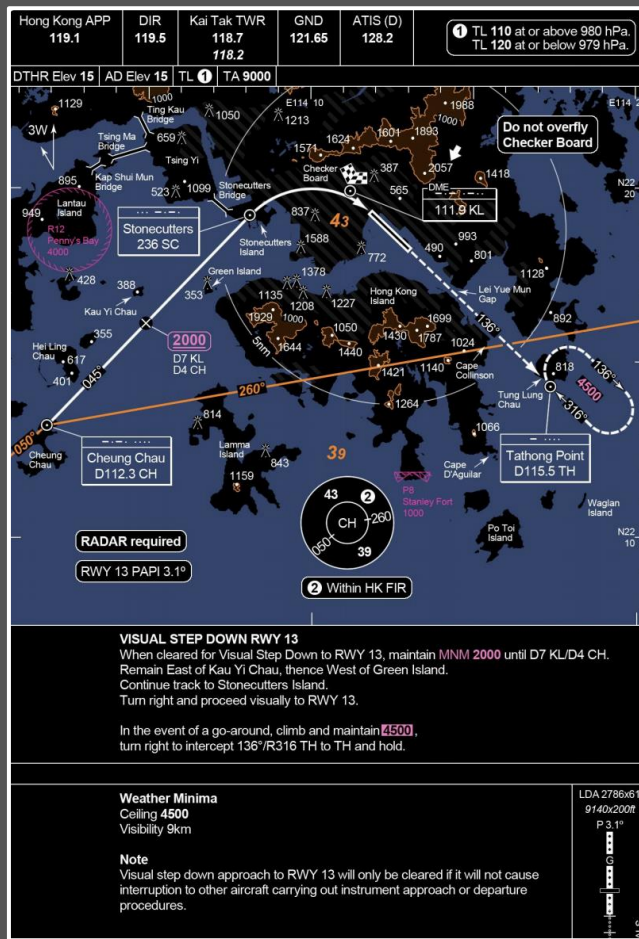 Hong Kong APP
119.1
DIR
119.5
Kai Tak TWR
118.7
118.2
GND
121.65
ATIS (D)
128.2
1 TL 110 at or above 980 hPa.
TL 120 at or below 979 hPa.
DTHR Elev 15
AD Elev 15
TL 1
TA 9000
1129
3W
Ting Kau
Bridge
1000
Tsing Ma
Bridge
659
1050
1213
E114 10
E114 2
1988
1000
1571
1624
1601
1893
Do not overfly
Checker Board
Kap Shui Mun
Bridge
Tsing Yi
523
1099
Stonecutters
Bridge
Checker
Board
387
2057
1418
565
DME
111.9 KL
N22
20
895
949
Lantau
Island
R12
Penny's Bay
4000
Stonecutters
236 SC
Stonecutters
Island
837
43
1588
772
490
993
801
1128
428
388
Kau Yi Chau
353
Green Island
1378
1135
1208
1227
1929
1000
Hong Kong
Island
Lei Yue Mun
Gap
136°
892
2000
D7 KL
D4 CH
355
Hei Ling
Chau
617
401
045°
1644
5nm
1050
1440
1430
1699
1787
1024
1421
1140
Cape
Collinson
818
136°
4500
316°
Tung Lung
Chau
260°
050°
Cheung
Chau
Cheung Chau
D112.3 CH
814
Lamma
Island
843
1159
39
1264
1066
Cape
D'Aguilar
Tathong Point
D115.5 TH
P8
Stanley Fort
1000
Waglan
Island
Po Toi
Island
N22
10
RADAR required
RWY 13 PAPI 3.1º
43
2
CH
260
050
39
2 Within HK FIR
VISUAL STEP DOWN RWY 13
When cleared for Visual Step Down to RWY 13, maintain MNM 2000 until D7 KL/D4 CH.
Remain East of Kau Yi Chau, thence West of Green Island.
Continue track to Stonecutters Island.
Turn right and proceed visually to RWY 13.
In the event of a go-around, climb and maintain 4500,
turn right to intercept 136°/R316 TH to TH and hold.
Weather Minima
Ceiling 4500
Visibility 9km
Note
Visual step down approach to RWY 13 will only be cleared if it will not cause
interruption to other aircraft carrying out instrument approach or departure
procedures.
LDA 2786x61
9140x200ft
P 3.1º
G